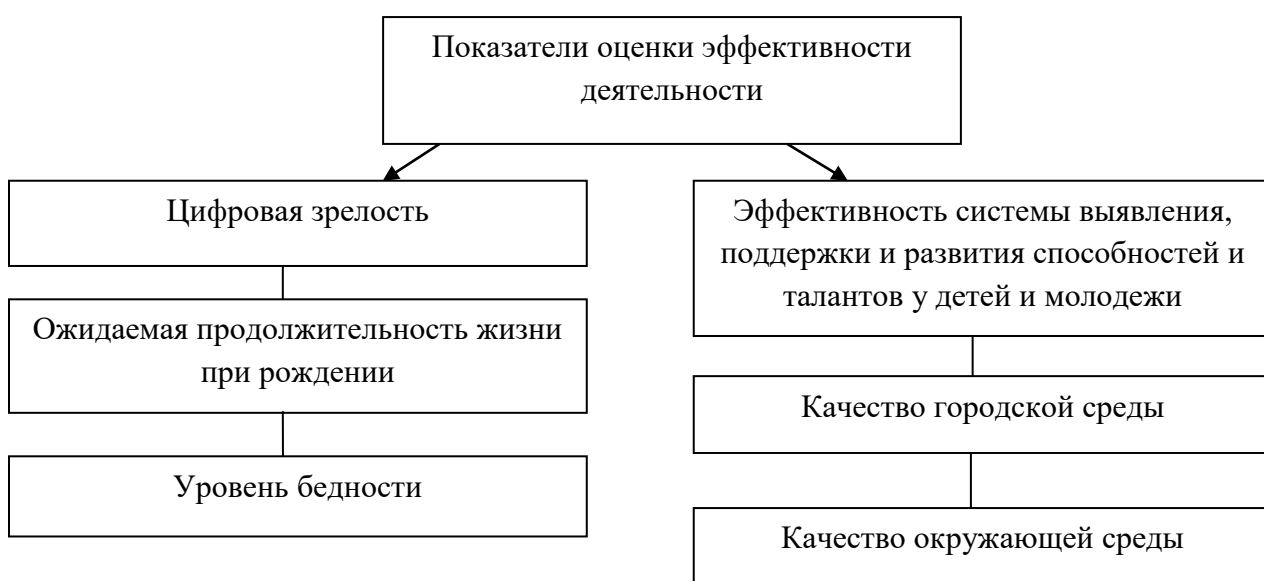 Показатели оценки эффективности
деятельности
Цифровая зрелость
Ожидаемая продолжительность жизни
при рождении
Уровень бедности
Эффективность системы выявления,
поддержки и развития способностей и
талантов у детей и молодежи
Качество городской среды
Качество окружающей среды